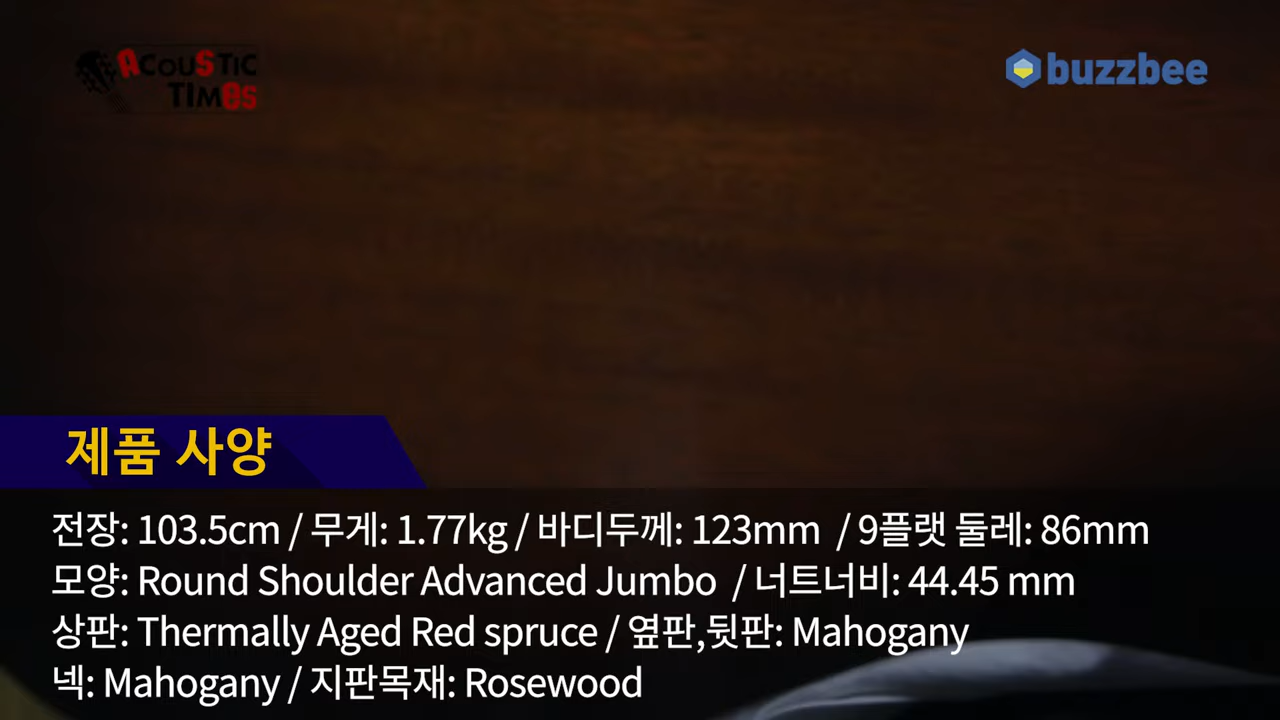 AcouStic
TIMes
buzzbee
제품 사양
전장: 103.5cm / 무게: 1.77kg / 바디두께: 123mm / 9플랫 둘레: 86mm
모양: Round Shoulder Advanced Jumbo / 너트너비: 44.45 mm
상판: Thermally Aged Red spruce / 옆판,뒷판: Mahogany
넥: Mahogany / 지판목재: Rosewood